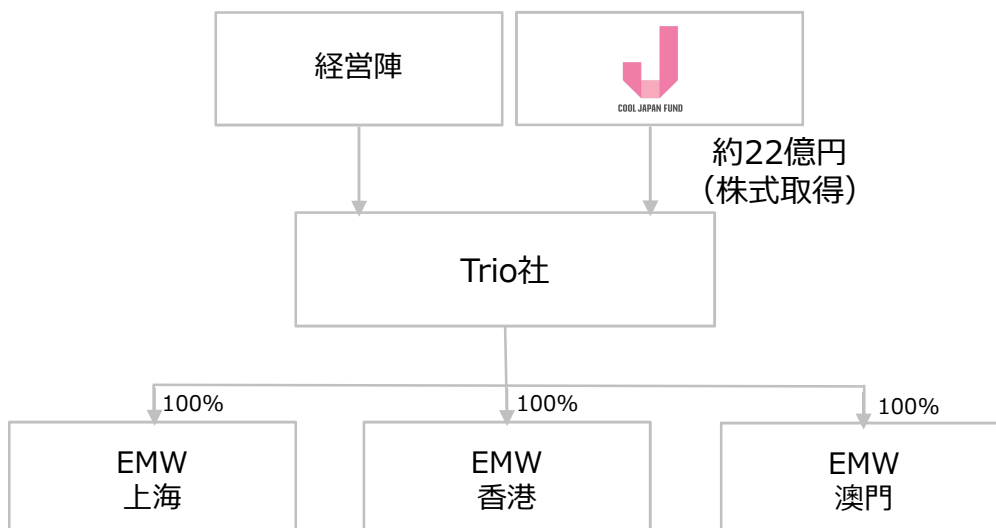 経営陣
COOL JAPAN FUND
約22億円
（株式取得）
Trio社
100%
100%
100%
EMW
上海
EMW
香港
EMW
澳門